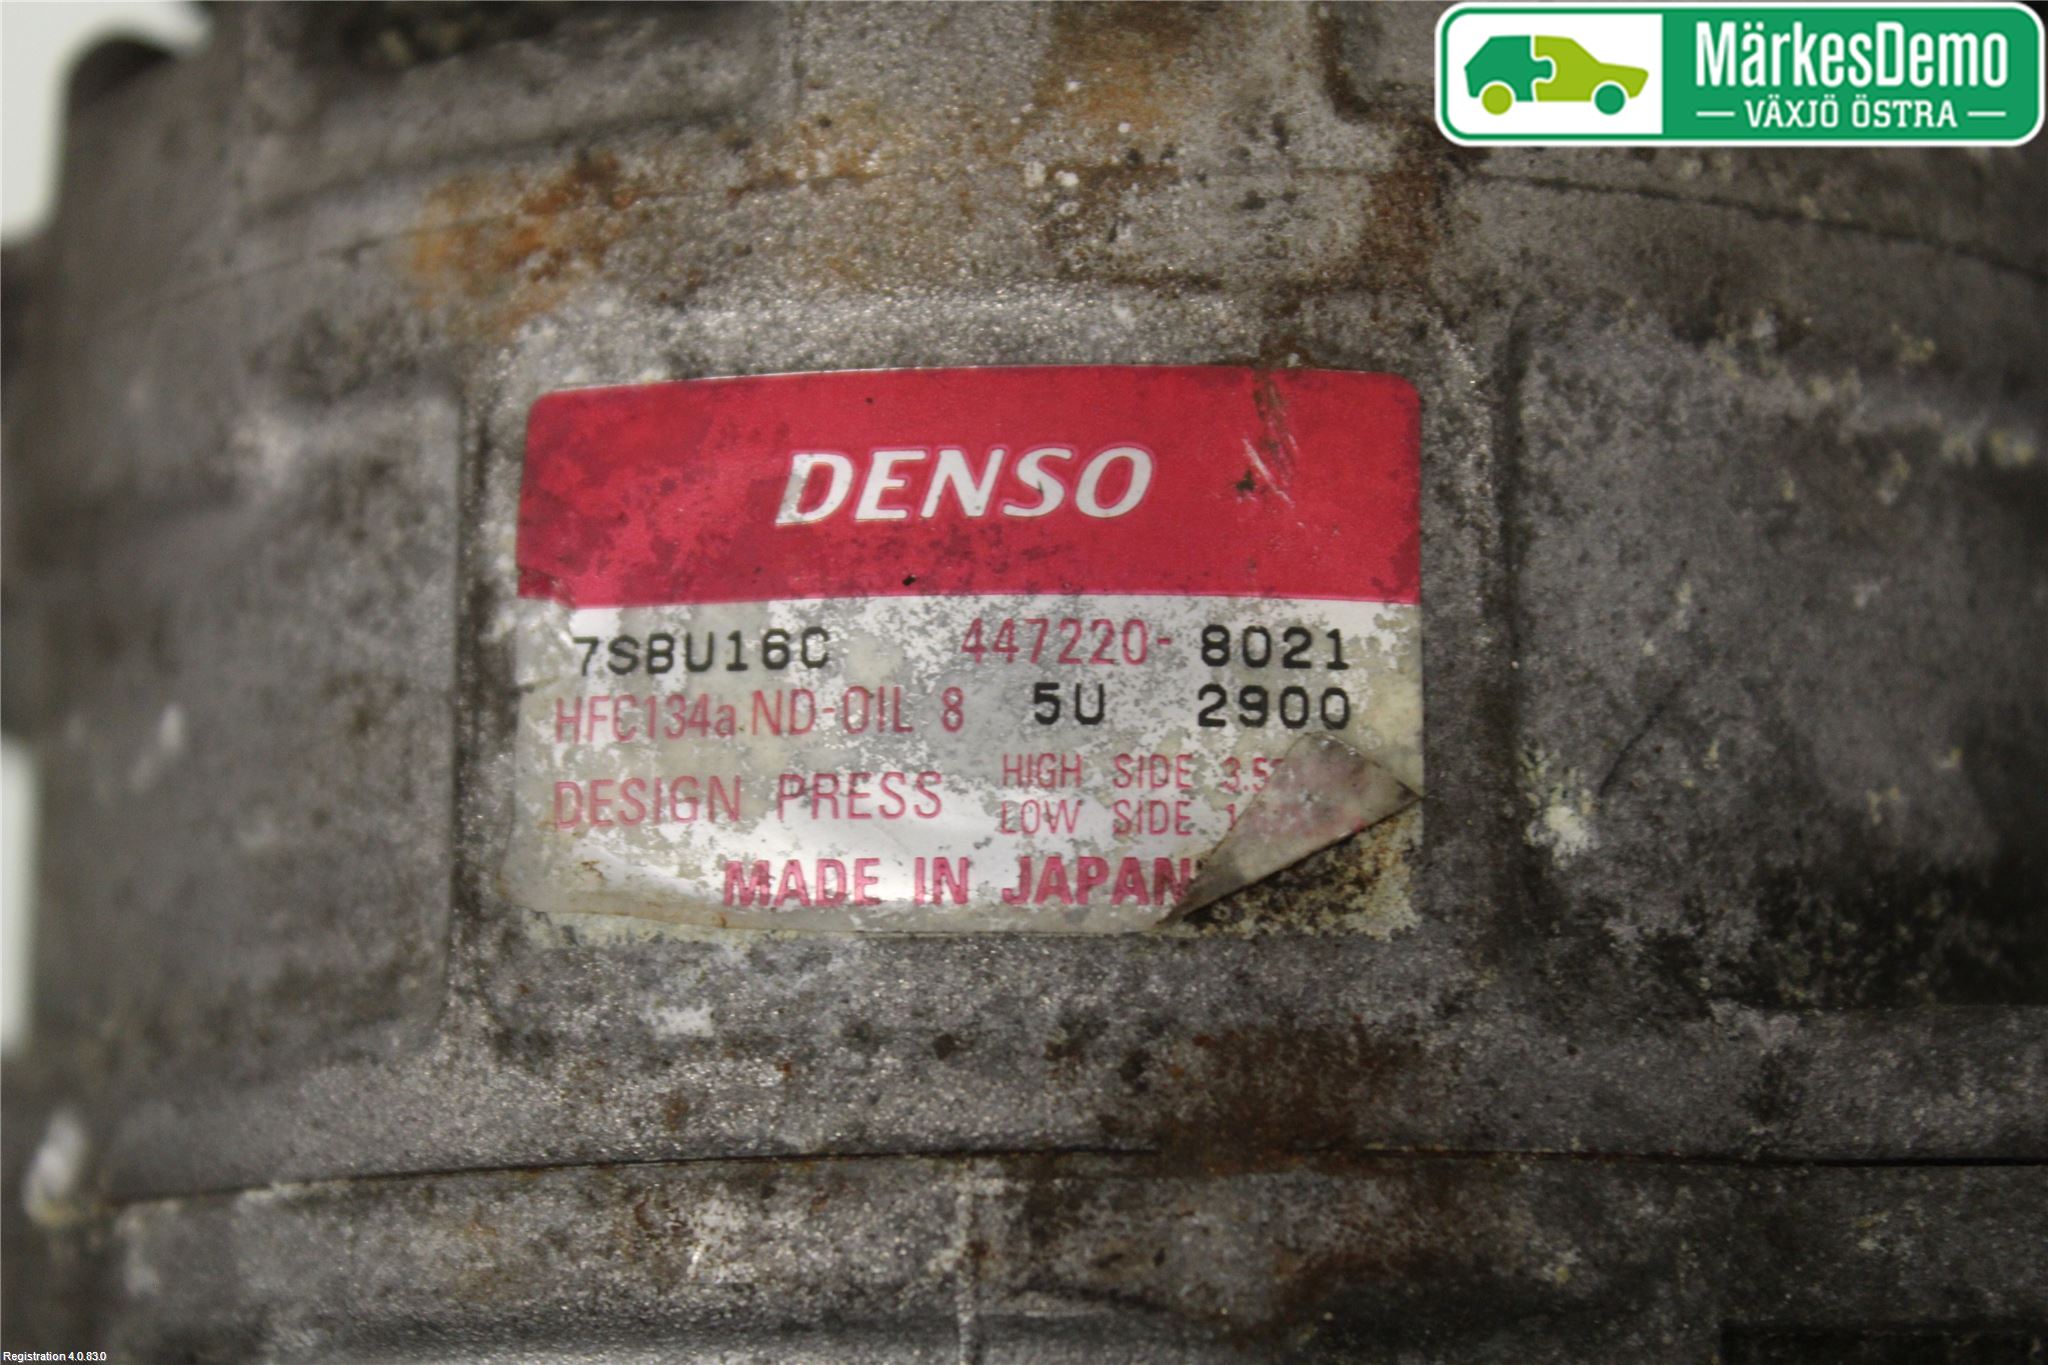 MärkesDemo
VÄXJÖ ÖSTRA
DENSO
7SBU16C 447220- 8021
HFC134a ND-OIL 8 5U 2900
DESIGN PRESS HIGH SIDE
LOW SIDE
MADE IN JAPAN
Registration 4.0.83.0